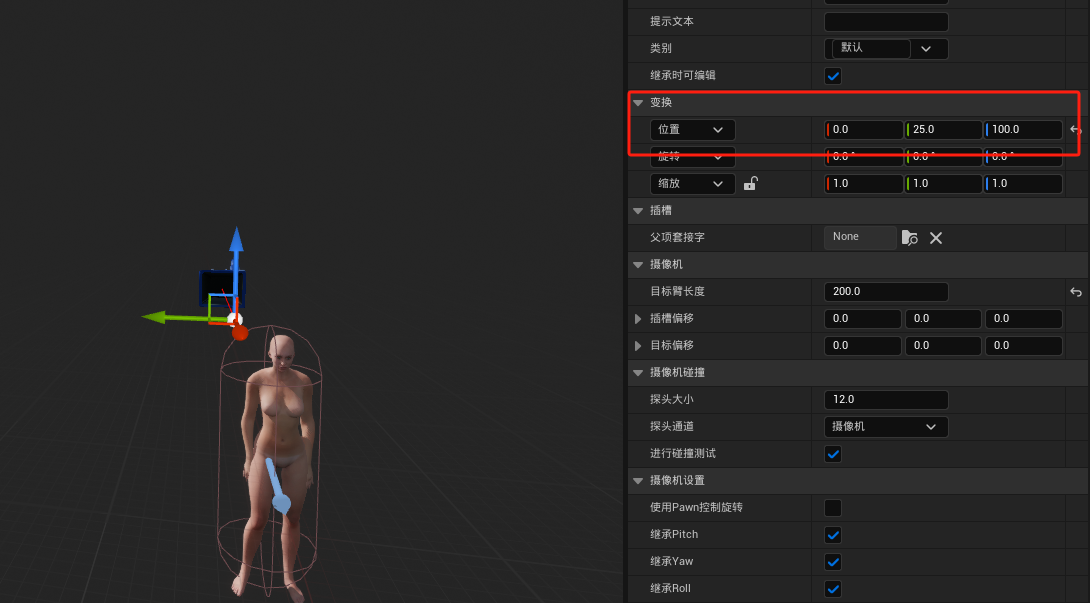 提示文本
类别 默认
继承时可编辑
变换
位置 0.0 25.0 100.0
旋转 0.0° 0.0° 0.0°
缩放 1.0 1.0 1.0
插槽
父项套接字 None
摄像机
目标臂长度 200.0
插槽偏移 0.0 0.0 0.0
目标偏移 0.0 0.0 0.0
摄像机碰撞
探头大小 12.0
探头通道 摄像机
进行碰撞测试
摄像机设置
使用Pawn控制旋转
继承Pitch
继承Yaw
继承Roll